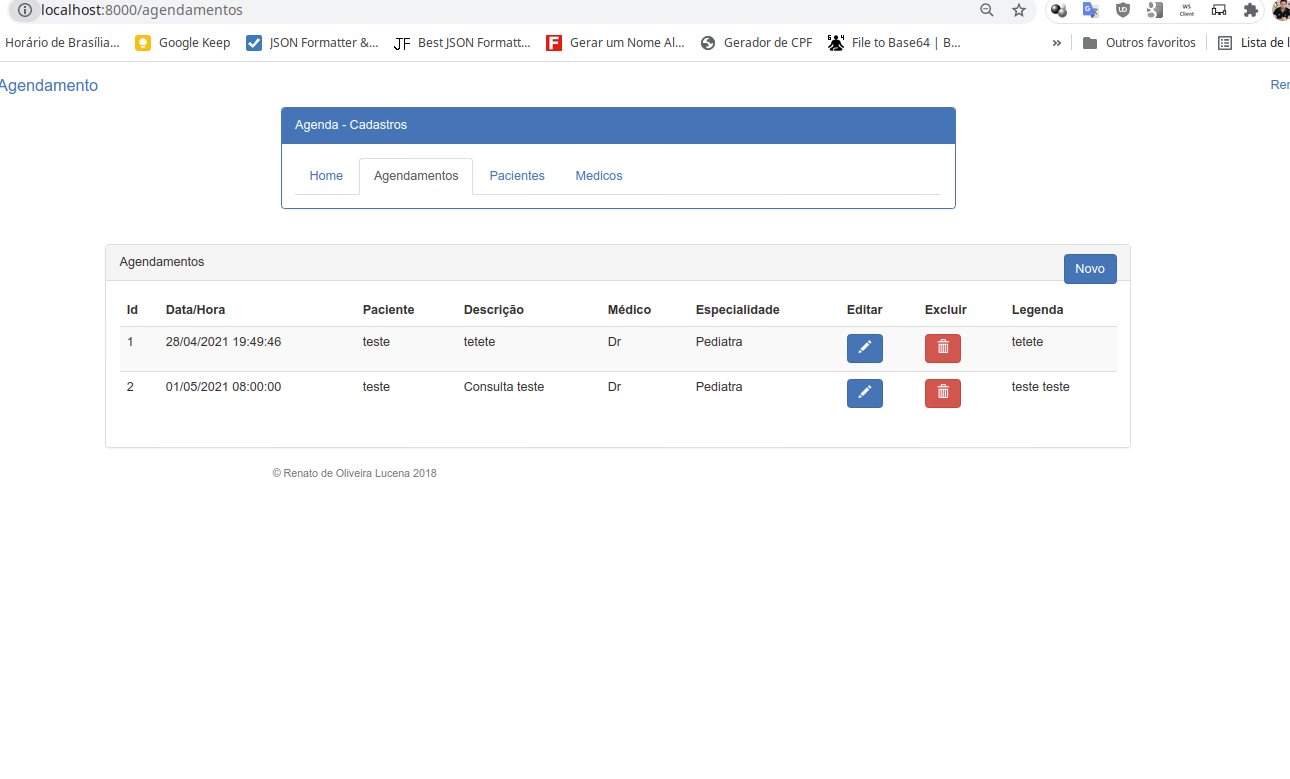 localhost:8000/agendamentos
WS Client
Horário de Brasília... Google Keep JSON Formatter &... JF Best JSON Formatt... F Gerar um Nome Al... Gerador de CPF File to Base64 | B... » Outros favoritos Lista de l
Agendamento Ren
Agenda - Cadastros
Home Agendamentos Pacientes Medicos
Agendamentos Novo
Id Data/Hora Paciente Descrição Médico Especialidade Editar Excluir Legenda
1 28/04/2021 19:49:46 teste tetete Dr Pediatra tetete
2 01/05/2021 08:00:00 teste Consulta teste Dr Pediatra teste teste
© Renato de Oliveira Lucena 2018